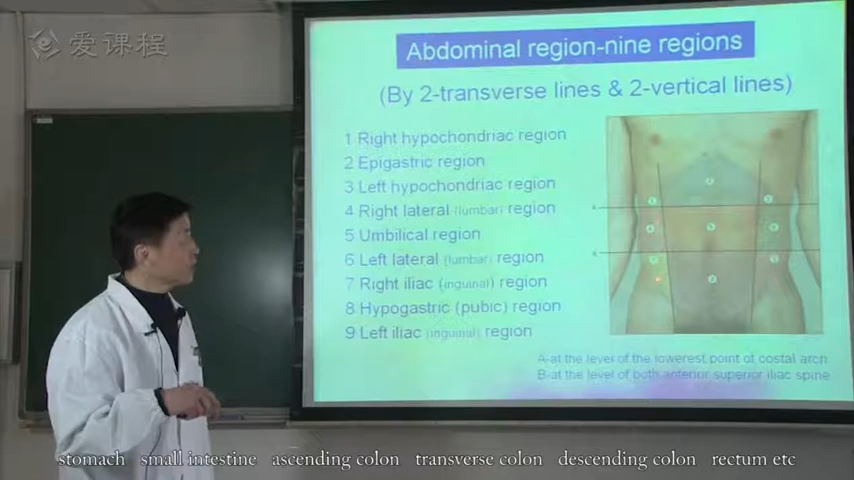 爱课程
Abdominal region-nine regions
(By 2-transverse lines & 2-vertical lines)
1 Right hypochondriac region
2 Epigastric region
3 Left hypochondriac region
4 Right lateral (lumbar) region
5 Umbilical region
6 Left lateral (lumbar) region
7 Right iliac (inguinal) region
8 Hypogastric (pubic) region
9 Left iliac (inguinal) region
A-at the level of the lowerest point of costal arch
B-at the level of both anterior superior iliac spine
stomach small intestine ascending colon transverse colon descending colon rectum etc